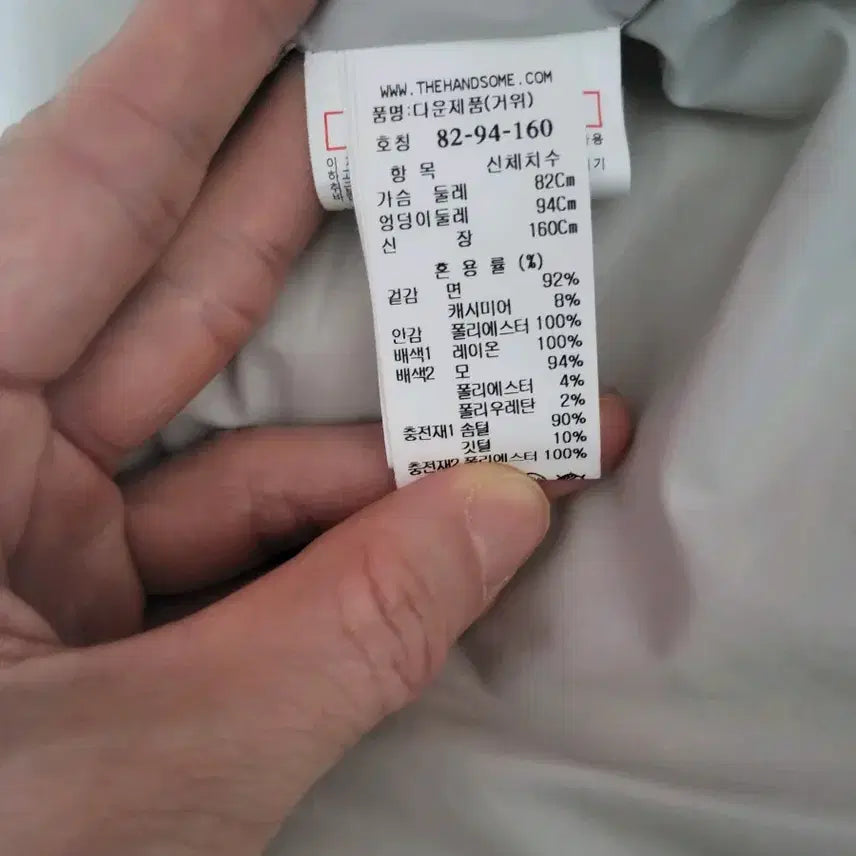 WWW.THEHANDSOME.COM
품명:다운제품(거위)
호칭 82-94-160
항 목 신체치수
가슴 둘레 82Cm
엉덩이둘레 94Cm
신 장 160Cm
혼 용 률 (%)
겉감 면 92%
캐시미어 8%
안감 폴리에스터 100%
배색1 레이온 100%
배색2 모 94%
폴리에스터 4%
폴리우레탄 2%
충전재1 솜털 90%
깃털 10%
충전재2 폴리에스터 100%